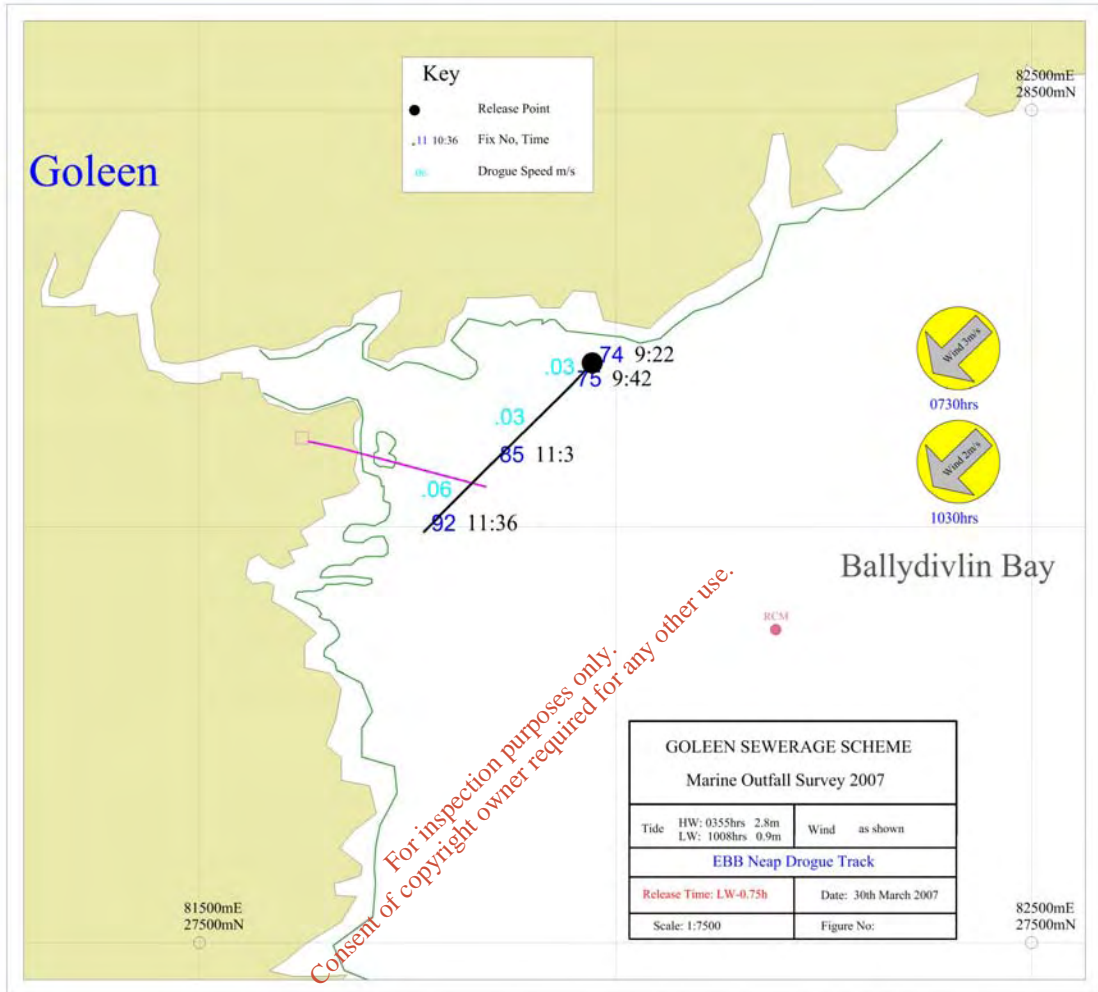 Key
Release Point
.11 10:36 Fix No, Time
.06 Drogue Speed m/s
82500mE
28500mN
Goleen
.03
74 9:22
75 9:42
.03
85 11:3
.06
92 11:36
Wind 3m/s
0730hrs
Wind 2m/s
1030hrs
Ballydivlin Bay
RCM
For inspection purposes only.
Consent of copyright owner required for any other use.
GOLEEN SEWERAGE SCHEME
Marine Outfall Survey 2007
Tide HW: 0355hrs 2.8m
LW: 1008hrs 0.9m
Wind as shown
EBB Neap Drogue Track
Release Time: LW-0.75h
Date: 30th March 2007
Scale: 1:7500
Figure No:
81500mE
27500mN
82500mE
27500mN